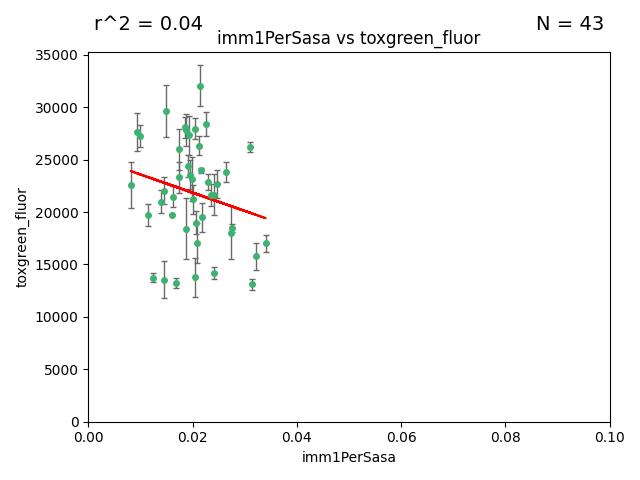 r^2 = 0.04
N = 43
imm1PerSasa vs toxgreen_fluor
35000
30000
25000
20000
15000
10000
5000
0
toxgreen_fluor
0.00
0.02
0.04
0.06
0.08
0.10
imm1PerSasa